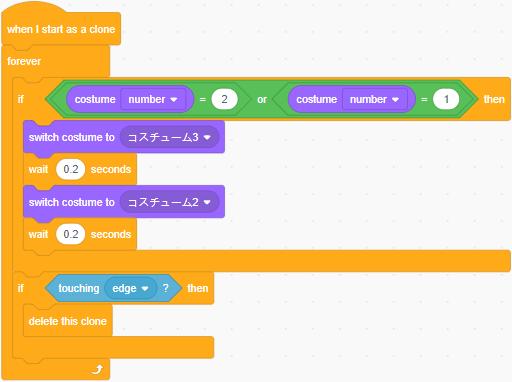 when I start as a clone
forever
if costume number = 2 or costume number = 1 then
switch costume to コスチューム3
wait 0.2 seconds
switch costume to コスチューム2
wait 0.2 seconds
if touching edge ? then
delete this clone